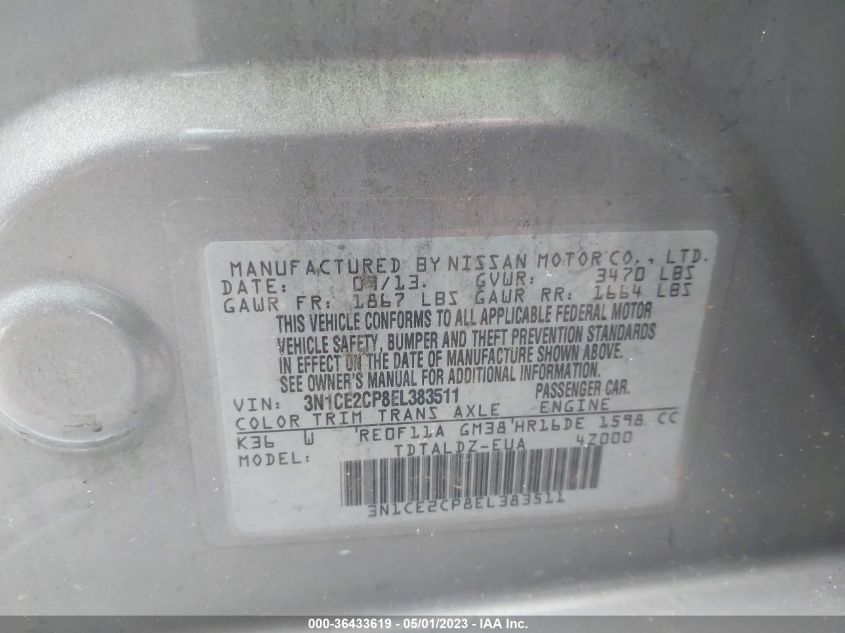 MANUFACTURED BY NISSAN MOTOR CO., LTD.
DATE: /13. GVWR: 3470 LBS
GAWR FR: 1867 LBS GAWR RR: 1664 LBS
THIS VEHICLE CONFORMS TO ALL APPLICABLE FEDERAL MOTOR
VEHICLE SAFETY, BUMPER AND THEFT PREVENTION STANDARDS
IN EFFECT ON THE DATE OF MANUFACTURE SHOWN ABOVE.
SEE OWNER'S MANUAL FOR ADDITIONAL INFORMATION.
VIN: 3N1CE2CP8EL383511 PASSENGER CAR.
COLOR TRIM TRANS AXLE ENGINE
K36 W RE0F11A GM38 HR16DE 1598 CC
MODEL: TDTALDZ-EUA 4Z000
3N1CE2CP8EL383511
000-36433619 - 05/01/2023 - IAA Inc.